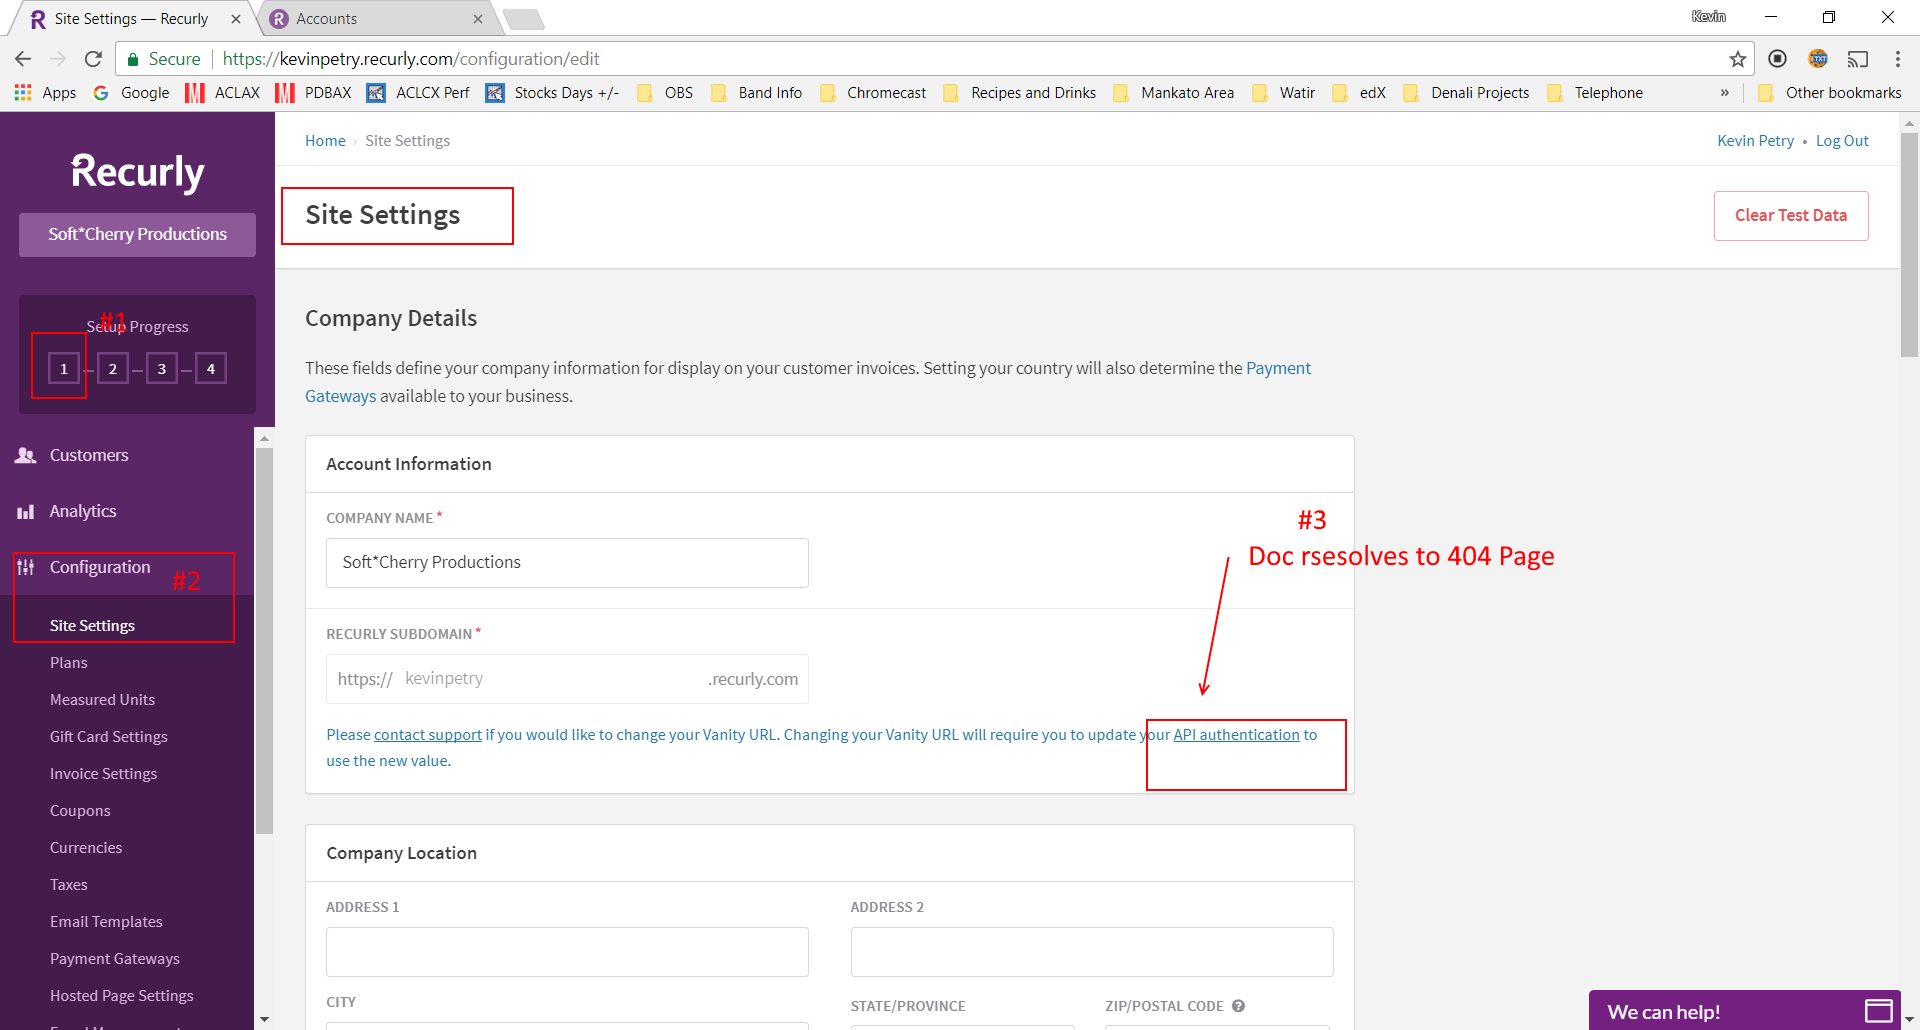 Site Settings — Recurly
Accounts
Kevin
Secure
https://kevinpetry.recurly.com/configuration/edit
Apps
Google
ACLAX
PDBAX
ACLCX Perf
Stocks Days +/-
OBS
Band Info
Chromecast
Recipes and Drinks
Mankato Area
Watir
edX
Denali Projects
Telephone
»
Other bookmarks
Recurly
Soft*Cherry Productions
#1
Setup Progress
1
2
3
4
Customers
Analytics
Configuration
#2
Site Settings
Plans
Measured Units
Gift Card Settings
Invoice Settings
Coupons
Currencies
Taxes
Email Templates
Payment Gateways
Hosted Page Settings
Home › Site Settings
Kevin Petry • Log Out
Site Settings
Clear Test Data
Company Details
These fields define your company information for display on your customer invoices. Setting your country will also determine the Payment
Gateways available to your business.
Account Information
COMPANY NAME *
Soft*Cherry Productions
#3
Doc rsesolves to 404 Page
RECURLY SUBDOMAIN *
https:// kevinpetry .recurly.com
Please contact support if you would like to change your Vanity URL. Changing your Vanity URL will require you to update your API authentication to
use the new value.
Company Location
ADDRESS 1
ADDRESS 2
CITY
STATE/PROVINCE
ZIP/POSTAL CODE ?
We can help!